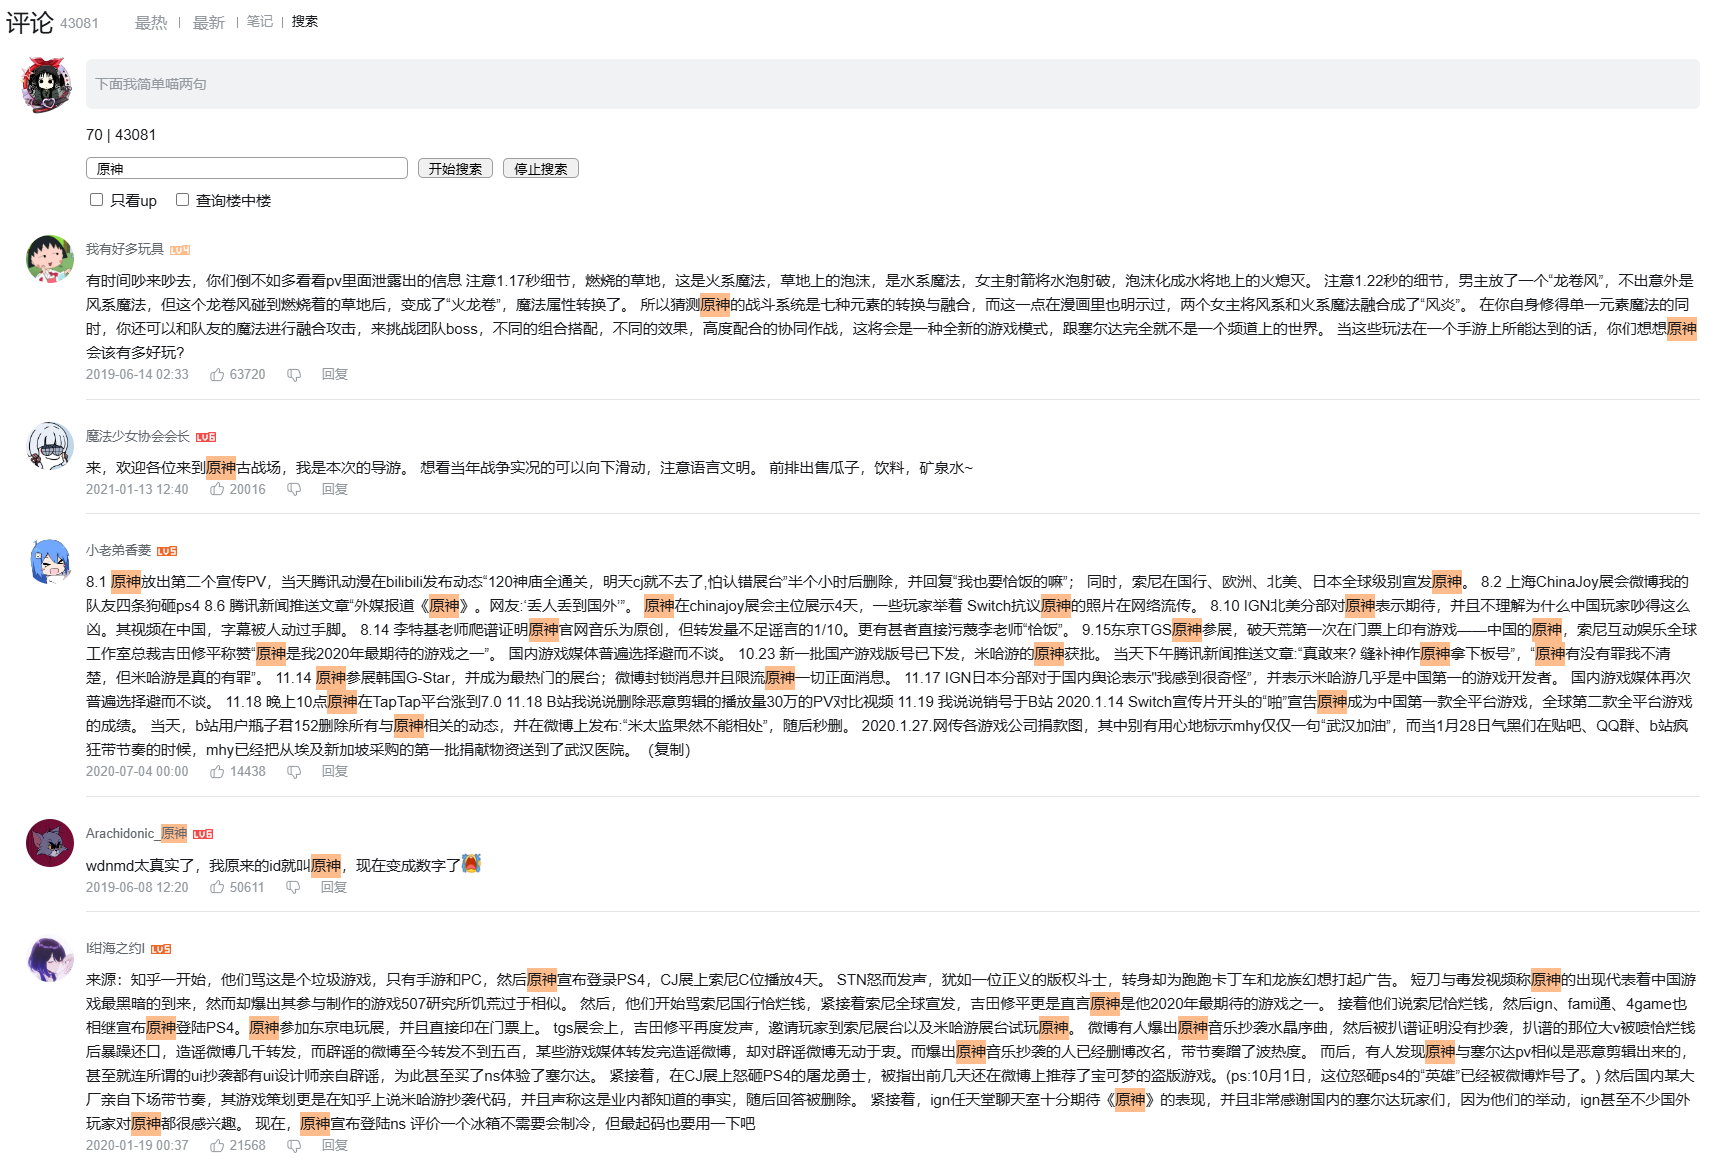 评论 43081 最热 | 最新 | 笔记 | 搜索
下面我简单喵两句
70 | 43081
原神 开始搜索 停止搜索
只看up 查询楼中楼
我有好多玩具 LV4
有时间吵来吵去，你们倒不如多看看pv里面泄露出的信息 注意1.17秒细节，燃烧的草地，这是火系魔法，草地上的泡沫，是水系魔法，女主射箭将水泡射破，泡沫化成水将地上的火熄灭。 注意1.22秒的细节，男主放了一个“龙卷风”，不出意外是
风系魔法，但这个龙卷风碰到燃烧着的草地后，变成了“火龙卷”，魔法属性转换了。 所以猜测原神的战斗系统是七种元素的转换与融合，而这一点在漫画里也明示过，两个女主将风系和火系魔法融合成了“风炎”。 在你自身修得单一元素魔法的同
时，你还可以和队友的魔法进行融合攻击，来挑战团队boss，不同的组合搭配，不同的效果，高度配合的协同作战，这将会是一种全新的游戏模式，跟塞尔达完全就不是一个频道上的世界。 当这些玩法在一个手游上所能达到的话，你们想想原神
会该有多好玩?
2019-06-14 02:33 63720 回复
魔法少女协会会长 LV6
来，欢迎各位来到原神古战场，我是本次的导游。 想看当年战争实况的可以向下滑动，注意语言文明。 前排出售瓜子，饮料，矿泉水~
2021-01-13 12:40 20016 回复
小老弟香菱 LV5
8.1 原神放出第二个宣传PV，当天腾讯动漫在bilibili发布动态“120神庙全通关，明天cj就不去了,怕认错展台”半个小时后删除，并回复“我也要恰饭的嘛”； 同时，索尼在国行、欧洲、北美、日本全球级别宣发原神。 8.2 上海ChinaJoy展会微博我的
队友四条狗砸ps4 8.6 腾讯新闻推送文章“外媒报道《原神》。网友:‘丢人丢到国外’”。 原神在chinajoy展会主位展示4天，一些玩家举着 Switch抗议原神的照片在网络流传。 8.10 IGN北美分部对原神表示期待，并且不理解为什么中国玩家吵得这么
凶。其视频在中国，字幕被人动过手脚。 8.14 李特基老师爬谱证明原神官网音乐为原创，但转发量不足谣言的1/10。更有甚者直接污蔑李老师“恰饭”。 9.15东京TGS原神参展，破天荒第一次在门票上印有游戏——中国的原神，索尼互动娱乐全球
工作室总裁吉田修平称赞“原神是我2020年最期待的游戏之一”。 国内游戏媒体普遍选择避而不谈。 10.23 新一批国产游戏版号已下发，米哈游的原神获批。 当天下午腾讯新闻推送文章:“真敢来? 缝补神作原神拿下板号”，“原神有没有罪我不清
楚，但米哈游是真的有罪”。 11.14 原神参展韩国G-Star，并成为最热门的展台；微博封锁消息并且限流原神一切正面消息。 11.17 IGN日本分部对于国内舆论表示"我感到很奇怪”，并表示米哈游几乎是中国第一的游戏开发者。 国内游戏媒体再次
普遍选择避而不谈。 11.18 晚上10点原神在TapTap平台涨到7.0 11.18 B站我说说删除恶意剪辑的播放量30万的PV对比视频 11.19 我说说销号于B站 2020.1.14 Switch宣传片开头的“啪”宣告原神成为中国第一款全平台游戏，全球第二款全平台游戏
的成绩。 当天，b站用户瓶子君152删除所有与原神相关的动态，并在微博上发布:“米太监果然不能相处”，随后秒删。 2020.1.27.网传各游戏公司捐款图，其中别有用心地标示mhy仅仅一句“武汉加油”，而当1月28日气黑们在贴吧、QQ群、b站疯
狂带节奏的时候，mhy已经把从埃及新加坡采购的第一批捐献物资送到了武汉医院。（复制）
2020-07-04 00:00 14438 回复
Arachidonic_原神 LV6
wdnmd太真实了，我原来的id就叫原神，现在变成数字了
2019-06-08 12:20 50611 回复
I绀海之约I LV5
来源：知乎一开始，他们骂这是个垃圾游戏，只有手游和PC，然后原神宣布登录PS4，CJ展上索尼C位播放4天。 STN怒而发声，犹如一位正义的版权斗士，转身却为跑跑卡丁车和龙族幻想打起广告。 短刀与毒发视频称原神的出现代表着中国游
戏最黑暗的到来，然而却爆出其参与制作的游戏507研究所饥荒过于相似。 然后，他们开始骂索尼国行恰烂钱，紧接着索尼全球宣发，吉田修平更是直言原神是他2020年最期待的游戏之一。 接着他们说索尼恰烂钱，然后ign、fami通、4game也
相继宣布原神登陆PS4。原神参加东京电玩展，并且直接印在门票上。 tgs展会上，吉田修平再度发声，邀请玩家到索尼展台以及米哈游展台试玩原神。 微博有人爆出原神音乐抄袭水晶序曲，然后被扒谱证明没有抄袭，扒谱的那位大v被喷恰烂钱
后暴躁还口，造谣微博几千转发，而辟谣的微博至今转发不到五百，某些游戏媒体转发完造谣微博，却对辟谣微博无动于衷。而爆出原神音乐抄袭的人已经删博改名，带节奏蹭了波热度。 而后，有人发现原神与塞尔达pv相似是恶意剪辑出来的，
甚至就连所谓的ui抄袭都有ui设计师亲自辟谣，为此甚至买了ns体验了塞尔达。 紧接着，在CJ展上怒砸PS4的屠龙勇士，被指出前几天还在微博上推荐了宝可梦的盗版游戏。(ps:10月1日，这位怒砸ps4的“英雄”已经被微博炸号了。) 然后国内某大
厂亲自下场带节奏，其游戏策划更是在知乎上说米哈游抄袭代码，并且声称这是业内都知道的事实，随后回答被删除。 紧接着，ign任天堂聊天室十分期待《原神》的表现，并且非常感谢国内的塞尔达玩家们，因为他们的举动，ign甚至不少国外
玩家对原神都很感兴趣。 现在，原神宣布登陆ns 评价一个冰箱不需要会制冷，但最起码也要用一下吧
2020-01-19 00:37 21568 回复